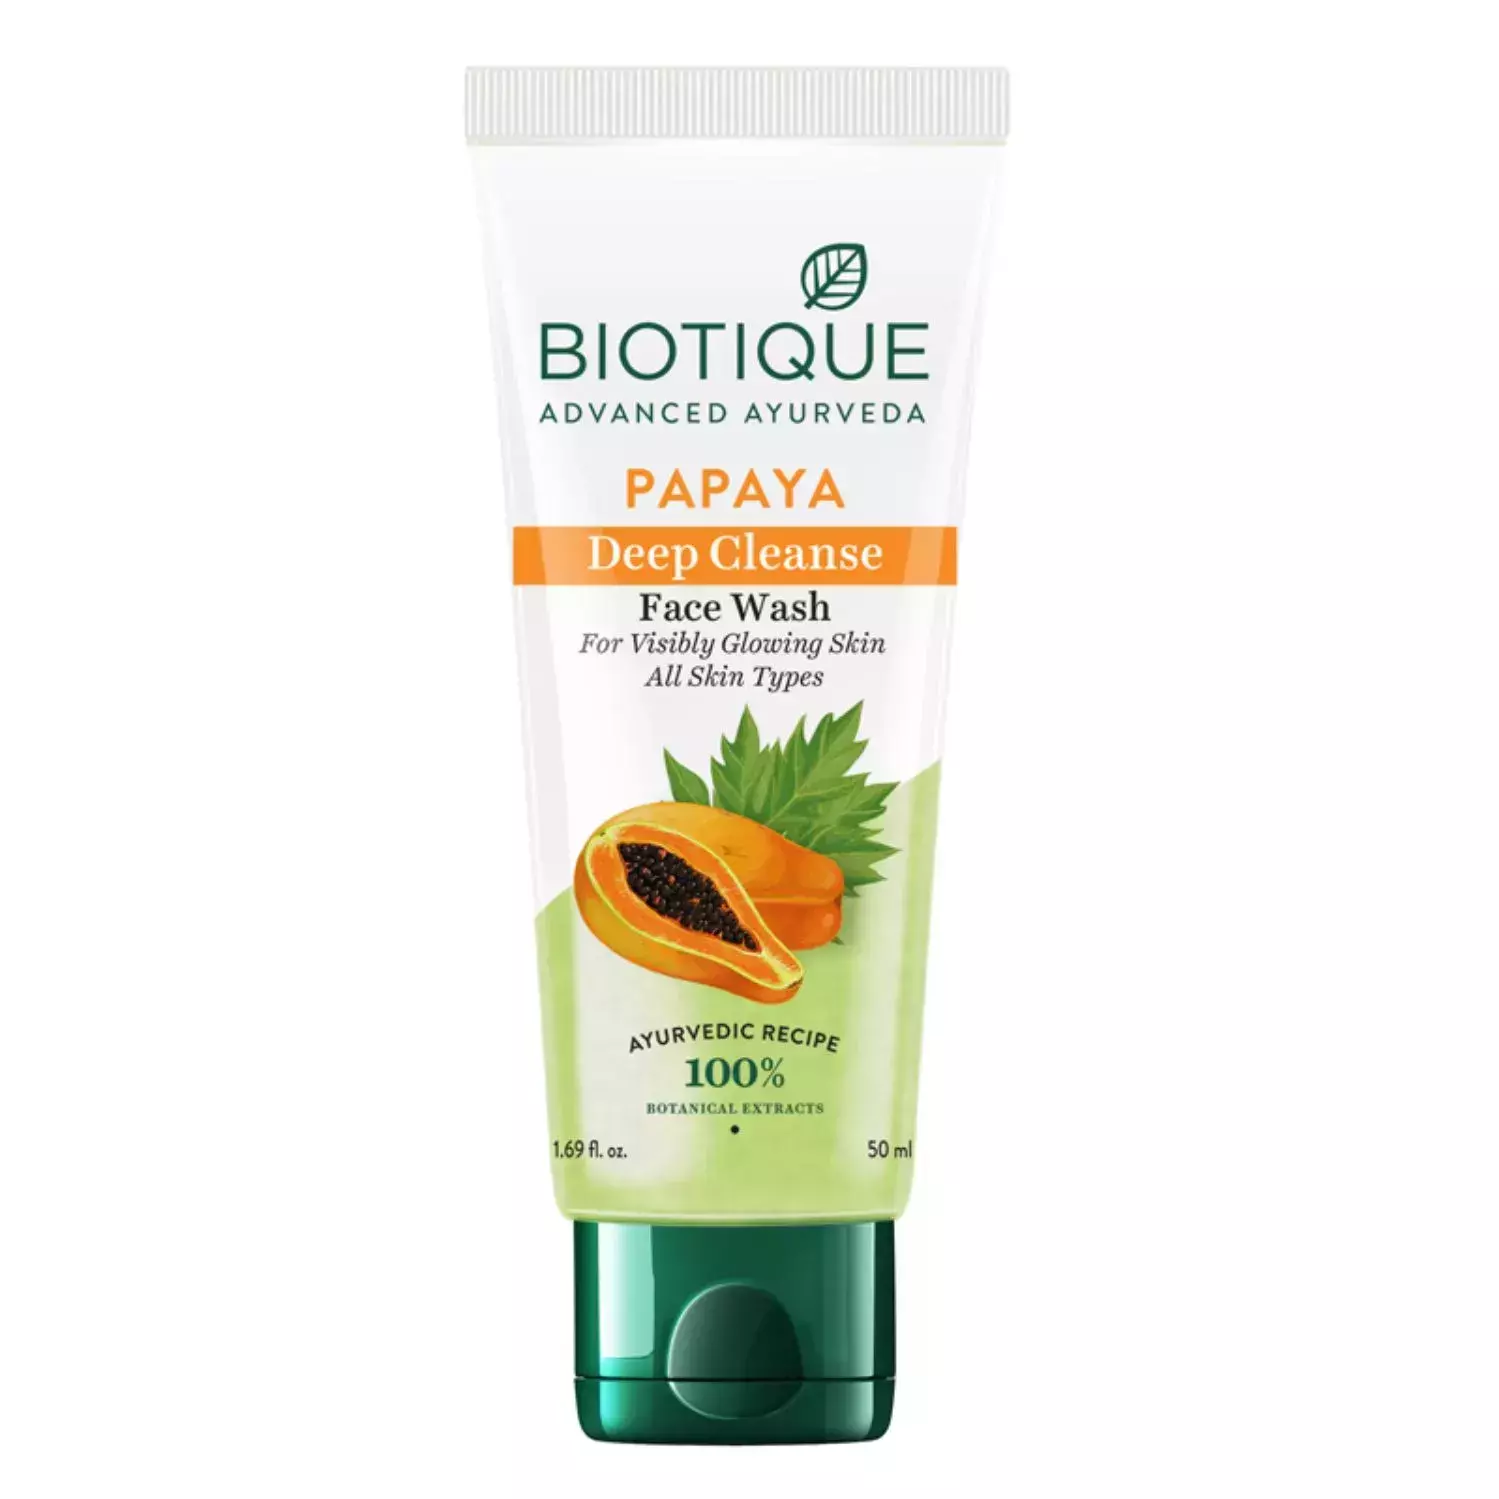 BIOTIQUE
ADVANCED AYURVEDA
PAPAYA
Deep Cleanse
Face Wash
For Visibly Glowing Skin
All Skin Types
AYURVEDIC RECIPE
100%
BOTANICAL EXTRACTS
1.69 fl. oz. 50 ml